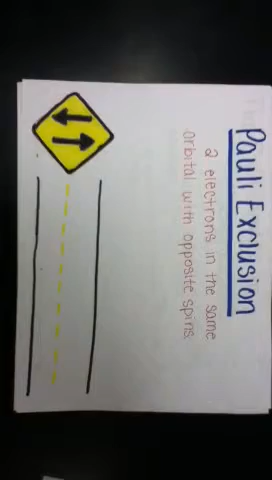 Pauli Exclusion
2 electrons in the same
orbital with opposite spins.